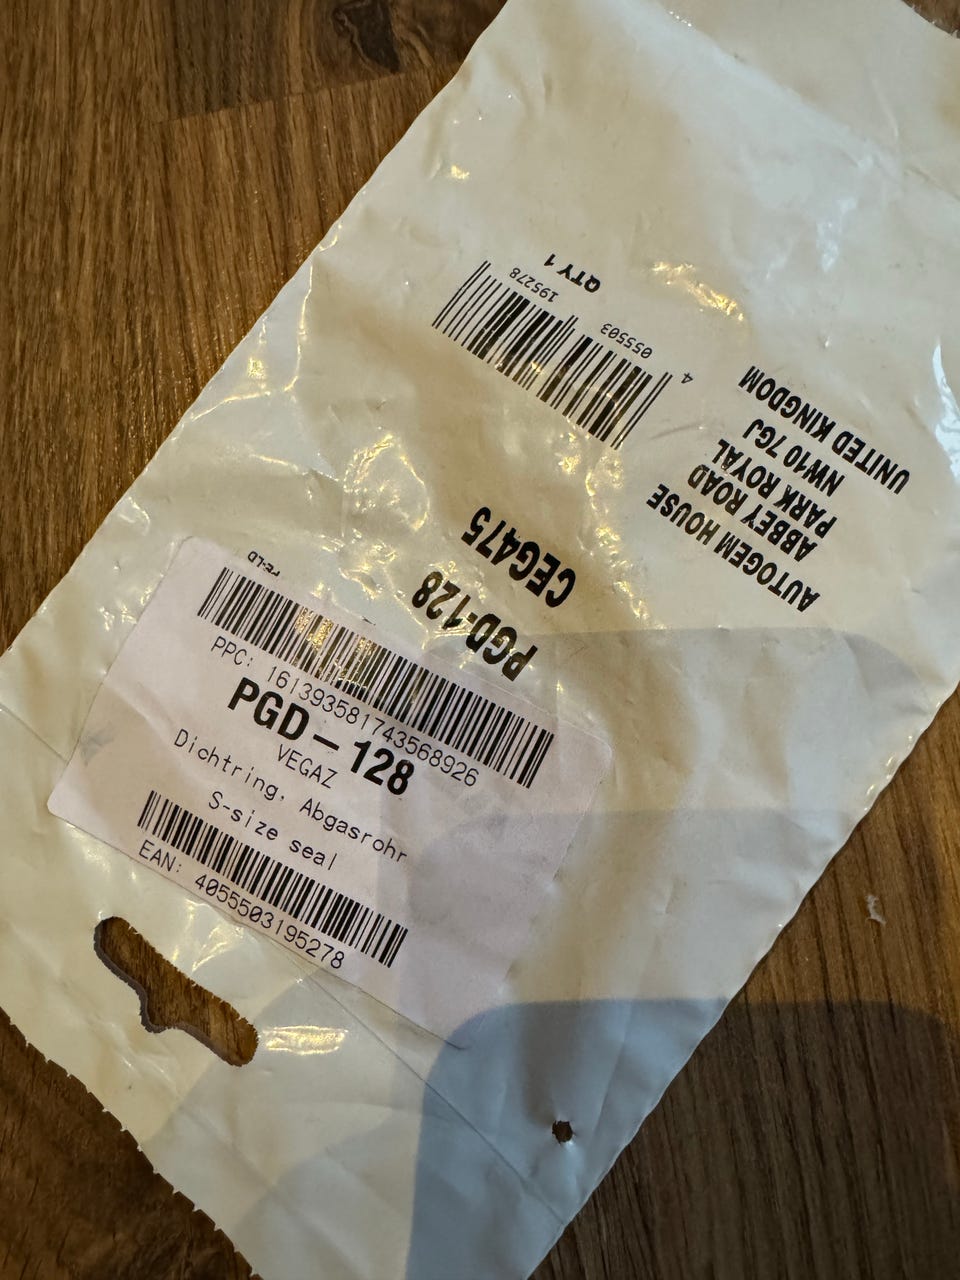 PPC: 161393581743568926
PGD-128
VEGAZ
Dichtring, Abgasrohr
S-size seal
EAN: 4055503195278
PGD-128
CEG475
AUTOGEM HOUSE
ABBEY ROAD
PARK ROYAL
NW10 7GJ
UNITED KINGDOM
4 055503 195278
QTY 1